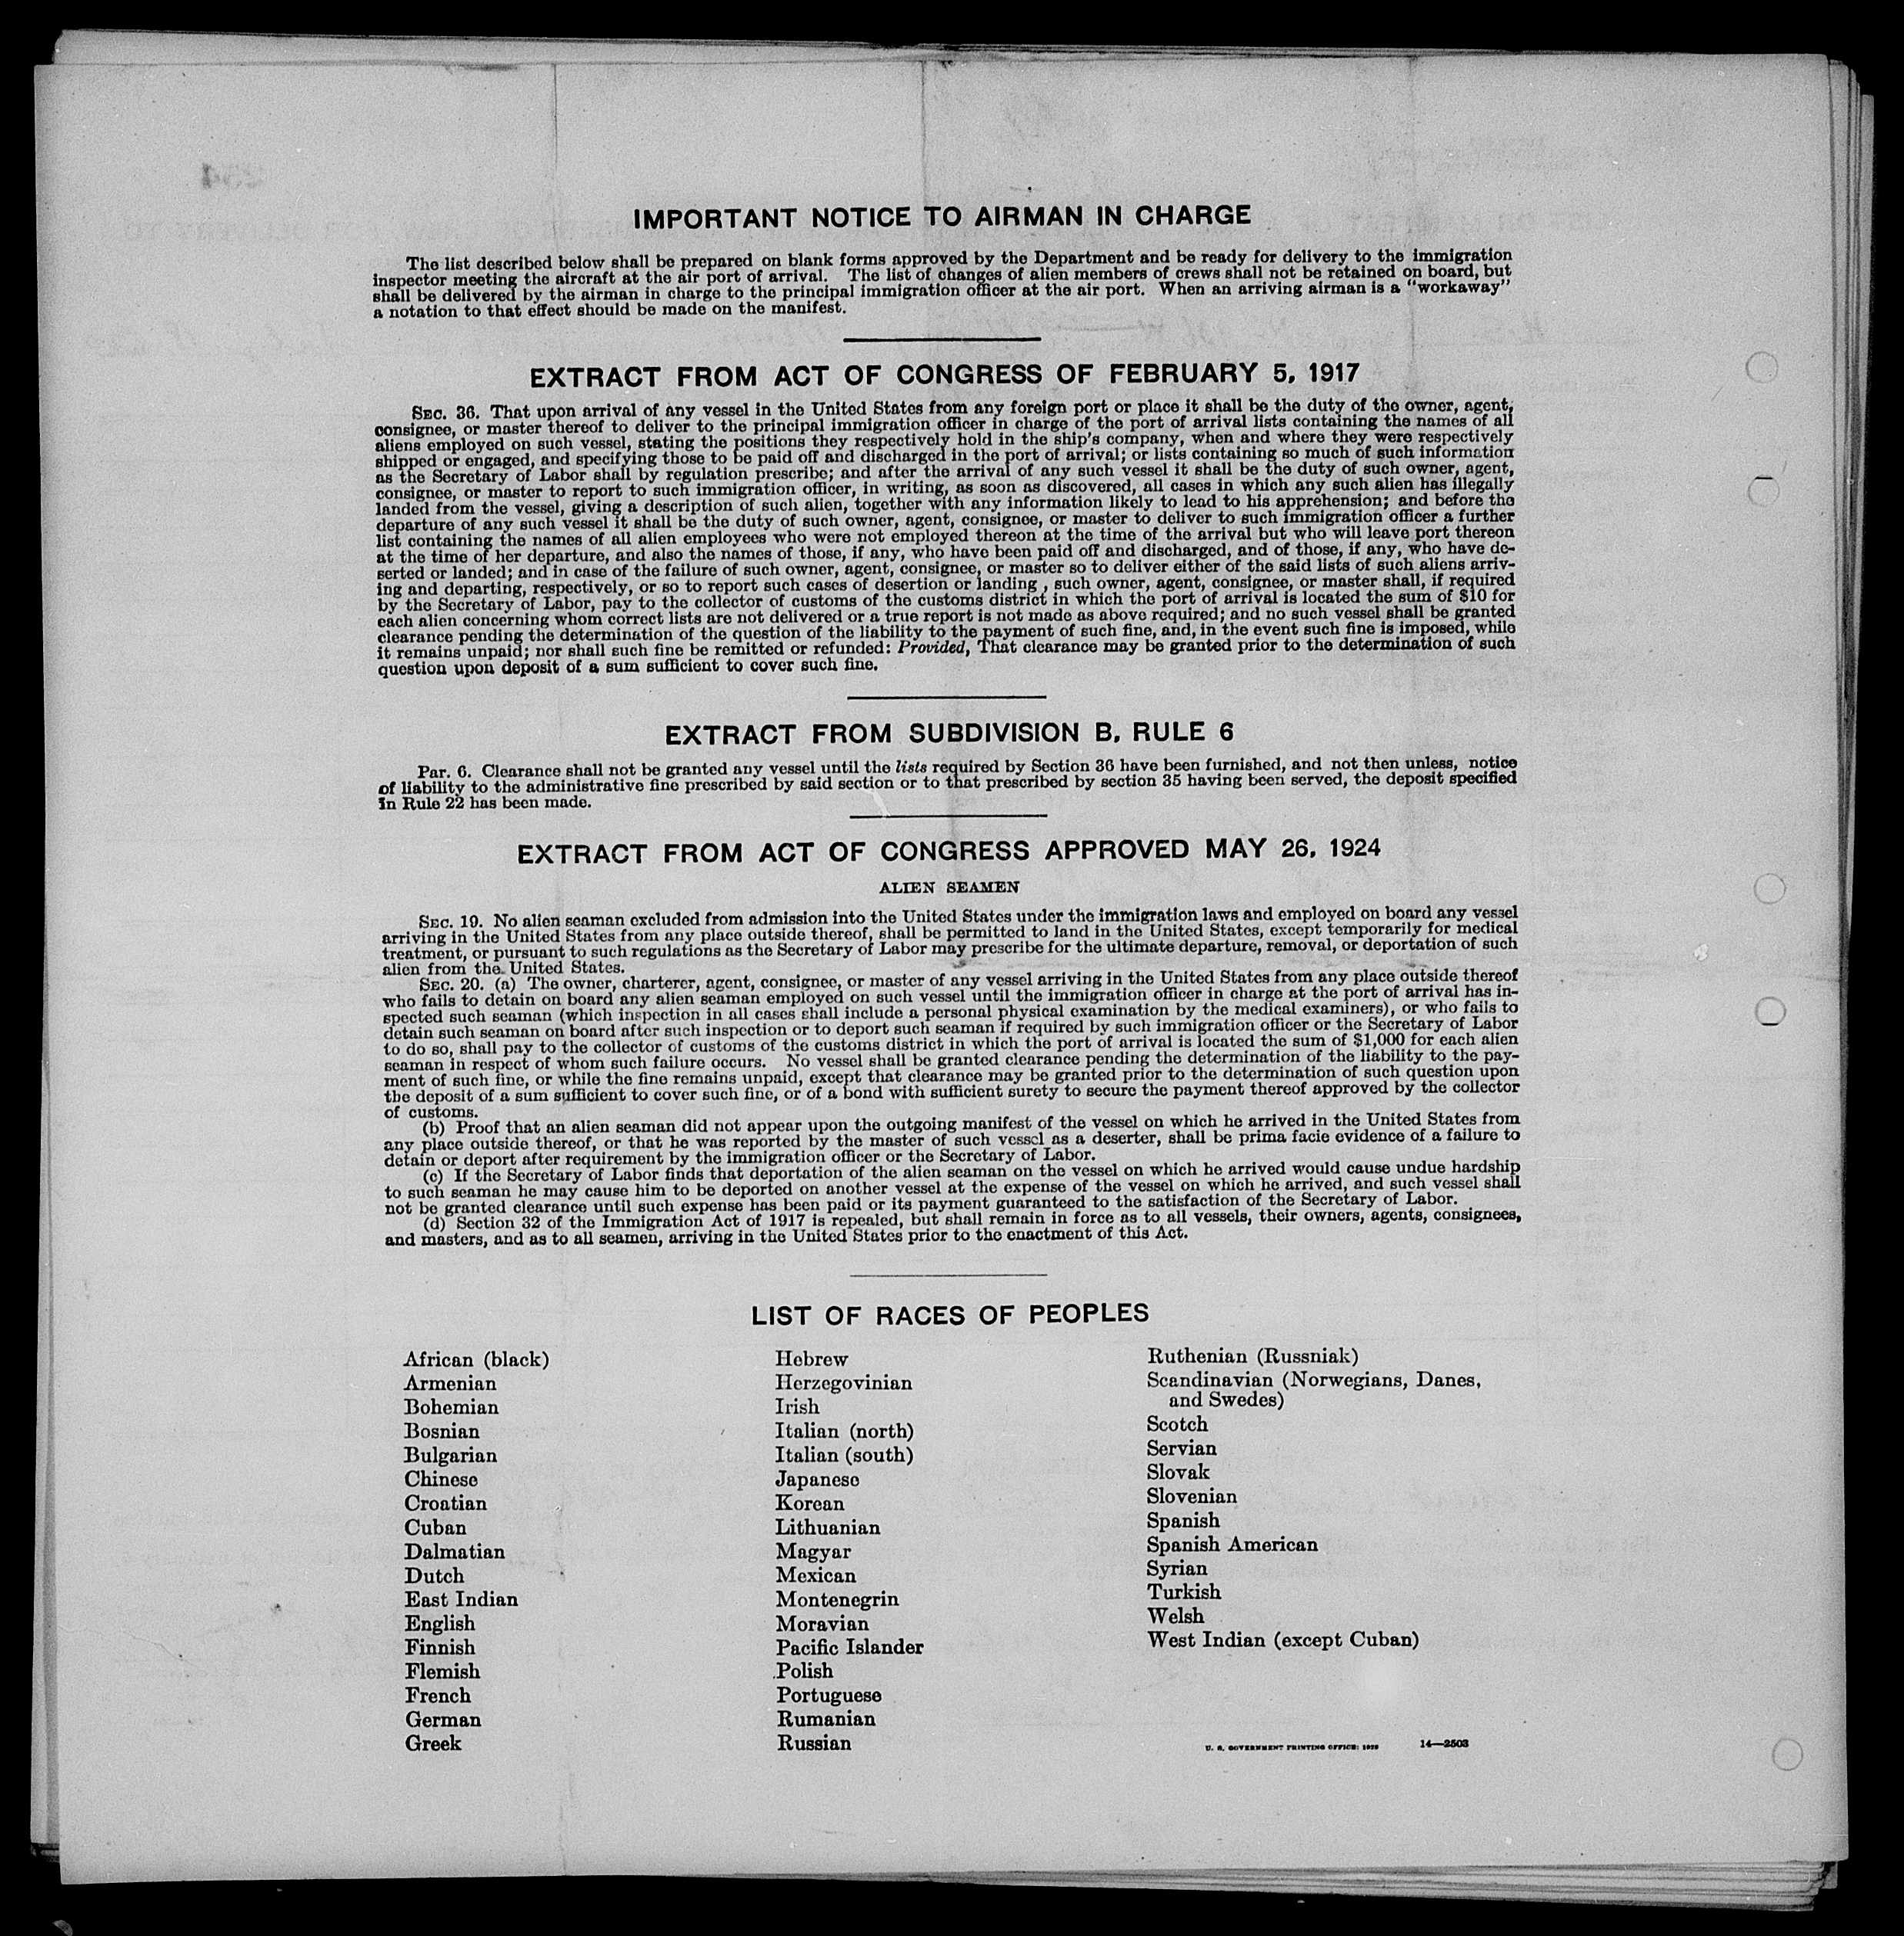 IMPORTANT NOTICE TO AIRMAN IN CHARGE
The list described below shall be prepared on blank forms approved by the Department and be ready for delivery to the immigration
inspector meeting the aircraft at the air port of arrival. The list of changes of alien members of crews shall not be retained on board, but
shall be delivered by the airman in charge to the principal immigration officer at the air port. When an arriving airman is a "workaway"
a notation to that effect should be made on the manifest.
EXTRACT FROM ACT OF CONGRESS OF FEBRUARY 5, 1917
SEC. 36. That upon arrival of any vessel in the United States from any foreign port or place it shall be the duty of the owner, agent,
consignee, or master thereof to deliver to the principal immigration officer in charge of the port of arrival lists containing the names of all
aliens employed on such vessel, stating the positions they respectively hold in the ship's company, when and where they were respectively
shipped or engaged, and specifying those to be paid off and discharged in the port of arrival; or lists containing so much of such information
as the Secretary of Labor shall by regulation prescribe; and after the arrival of any such vessel it shall be the duty of such owner, agent,
consignee, or master to report to such immigration officer, in writing, as soon as discovered, all cases in which any such alien has illegally
landed from the vessel, giving a description of such alien, together with any information likely to lead to his apprehension; and before the
departure of any such vessel it shall be the duty of such owner, agent, consignee, or master to deliver to such immigration officer a further
list containing the names of all alien employees who were not employed thereon at the time of the arrival but who will leave port thereon
at the time of her departure, and also the names of those, if any, who have been paid off and discharged, and of those, if any, who have de-
serted or landed; and in case of the failure of such owner, agent, consignee, or master so to deliver either of the said lists of such aliens arriv-
ing and departing, respectively, or so to report such cases of desertion or landing , such owner, agent, consignee, or master shall, if required
by the Secretary of Labor, pay to the collector of customs of the customs district in which the port of arrival is located the sum of $10 for
each alien concerning whom correct lists are not delivered or a true report is not made as above required; and no such vessel shall be granted
clearance pending the determination of the question of the liability to the payment of such fine, and, in the event such fine is imposed, while
it remains unpaid; nor shall such fine be remitted or refunded: Provided, That clearance may be granted prior to the determination of such
question upon deposit of a sum sufficient to cover such fine.
EXTRACT FROM SUBDIVISION B, RULE 6
Par. 6. Clearance shall not be granted any vessel until the lists required by Section 36 have been furnished, and not then unless, notice
of liability to the administrative fine prescribed by said section or to that prescribed by section 35 having been served, the deposit specified
in Rule 22 has been made.
EXTRACT FROM ACT OF CONGRESS APPROVED MAY 26, 1924
ALIEN SEAMEN
SEC. 19. No alien seaman excluded from admission into the United States under the immigration laws and employed on board any vessel
arriving in the United States from any place outside thereof, shall be permitted to land in the United States, except temporarily for medical
treatment, or pursuant to such regulations as the Secretary of Labor may prescribe for the ultimate departure, removal, or deportation of such
alien from the United States.
SEC. 20. (a) The owner, charterer, agent, consignee, or master of any vessel arriving in the United States from any place outside thereof
who fails to detain on board any alien seaman employed on such vessel until the immigration officer in charge at the port of arrival has in-
spected such seaman (which inspection in all cases shall include a personal physical examination by the medical examiners), or who fails to
detain such seaman on board after such inspection or to deport such seaman if required by such immigration officer or the Secretary of Labor
to do so, shall pay to the collector of customs of the customs district in which the port of arrival is located the sum of $1,000 for each alien
seaman in respect of whom such failure occurs. No vessel shall be granted clearance pending the determination of the liability to the pay-
ment of such fine, or while the fine remains unpaid, except that clearance may be granted prior to the determination of such question upon
the deposit of a sum sufficient to cover such fine, or of a bond with sufficient surety to secure the payment thereof approved by the collector
of customs.
(b) Proof that an alien seaman did not appear upon the outgoing manifest of the vessel on which he arrived in the United States from
any place outside thereof, or that he was reported by the master of such vessel as a deserter, shall be prima facie evidence of a failure to
detain or deport after requirement by the immigration officer or the Secretary of Labor.
(c) If the Secretary of Labor finds that deportation of the alien seaman on the vessel on which he arrived would cause undue hardship
to such seaman he may cause him to be deported on another vessel at the expense of the vessel on which he arrived, and such vessel shall
not be granted clearance until such expense has been paid or its payment guaranteed to the satisfaction of the Secretary of Labor.
(d) Section 32 of the Immigration Act of 1917 is repealed, but shall remain in force as to all vessels, their owners, agents, consignees,
and masters, and as to all seamen, arriving in the United States prior to the enactment of this Act.
LIST OF RACES OF PEOPLES
African (black)
Armenian
Bohemian
Bosnian
Bulgarian
Chinese
Croatian
Cuban
Dalmatian
Dutch
East Indian
English
Finnish
Flemish
French
German
Greek
Hebrew
Herzegovinian
Irish
Italian (north)
Italian (south)
Japanese
Korean
Lithuanian
Magyar
Mexican
Montenegrin
Moravian
Pacific Islander
Polish
Portuguese
Rumanian
Russian
Ruthenian (Russniak)
Scandinavian (Norwegians, Danes,
and Swedes)
Scotch
Servian
Slovak
Slovenian
Spanish
Spanish American
Syrian
Turkish
Welsh
West Indian (except Cuban)
U. S. GOVERNMENT PRINTING OFFICE: 14—2503